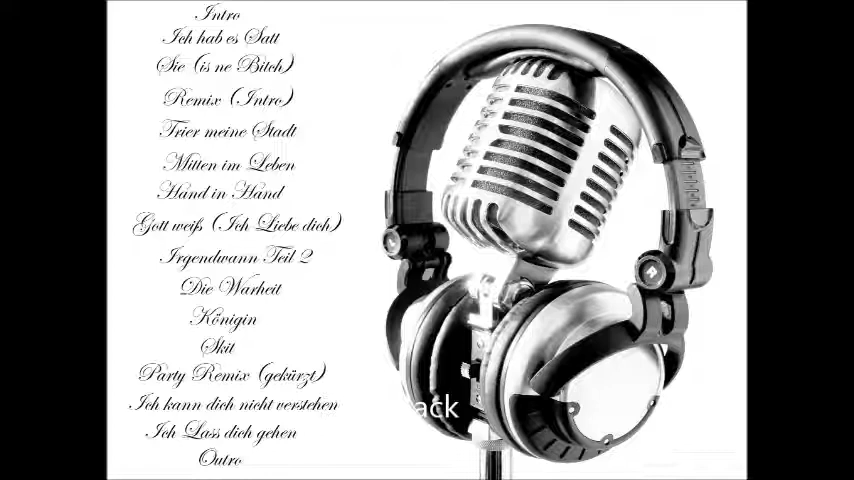 Intro
Ich hab es Satt
Sie (is ne Bitch)
Remix (Intro)
Trier meine Stadt
Mitten im Leben
Hand in Hand
Gott weiß (Ich Liebe dich)
Irgendwann Teil 2
Die Warheit
Königin
Skit
Party Remix (gekürzt)
Ich kann dich nicht verstehen
Ich Lass dich gehen
Outro
ack
R